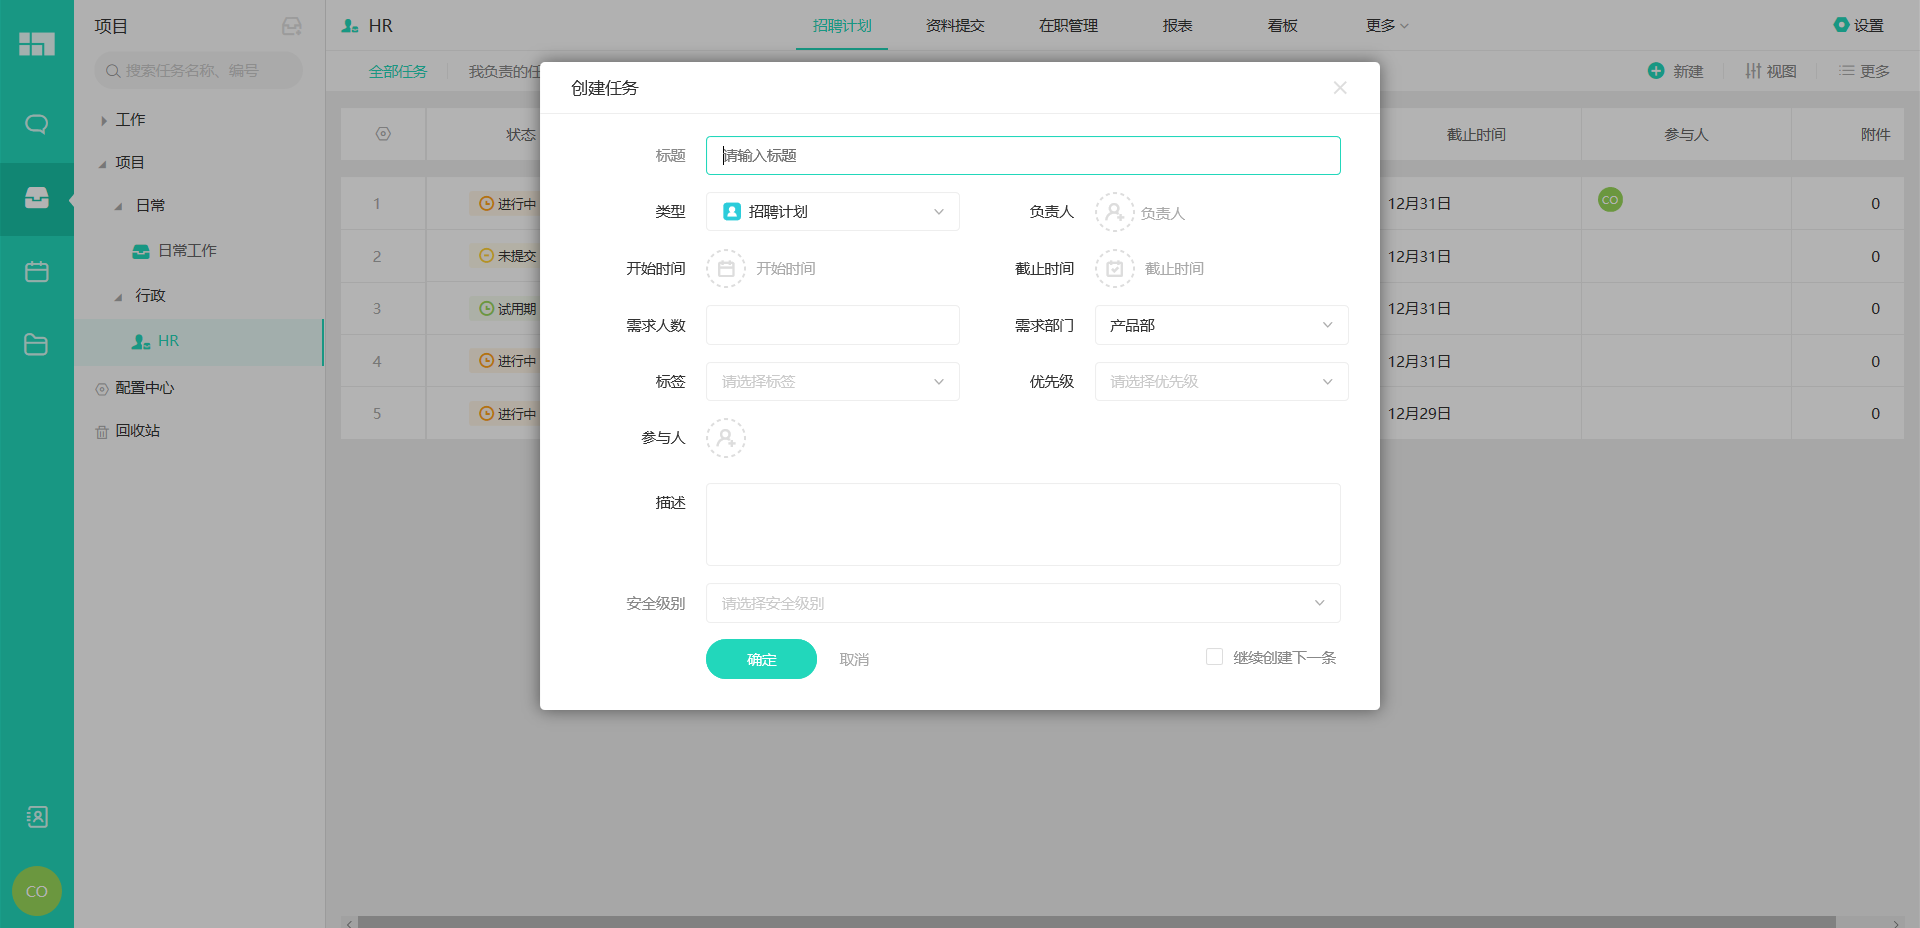 项目
HR
招聘计划
资料提交
在职管理
报表
看板
更多
设置
搜索任务名称、编号
全部任务
我负责的任
新建
视图
更多
工作
项目
日常
日常工作
行政
HR
配置中心
回收站
CO
状态
截止时间
参与人
附件
1 进行中 12月31日 CO 0
2 未提交 12月31日 0
3 试用期 12月31日 0
4 进行中 12月31日 0
5 进行中 12月29日 0
创建任务
标题 请输入标题
类型 招聘计划 负责人 负责人
开始时间 开始时间 截止时间 截止时间
需求人数 需求部门 产品部
标签 请选择标签 优先级 请选择优先级
参与人
描述
安全级别 请选择安全级别
确定 取消 继续创建下一条